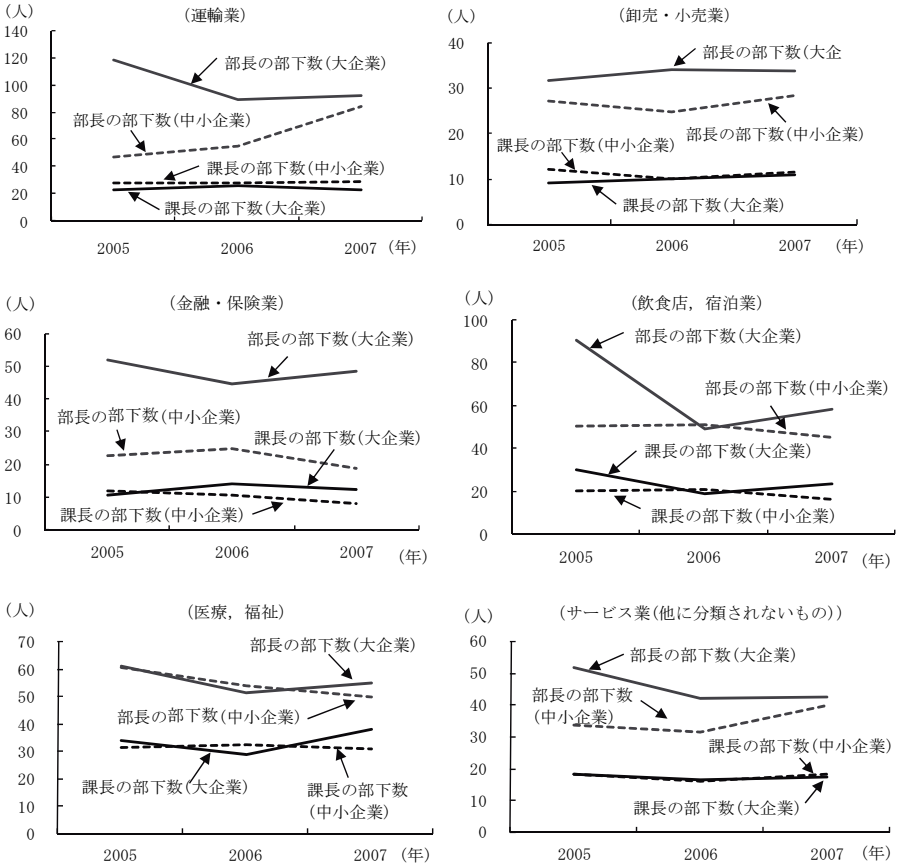 (人)
(運輸業)
140
120
100
80
60
40
20
0
部長の部下数(大企業)
部長の部下数(中小企業)
課長の部下数(中小企業)
課長の部下数(大企業)
2005
2006
2007
(年)
(人)
(卸売・小売業)
40
30
20
10
0
部長の部下数(大企
部長の部下数(中小企業)
課長の部下数(中小企業)
課長の部下数(大企業)
2005
2006
2007
(年)
(人)
(金融・保険業)
60
50
40
30
20
10
0
部長の部下数(大企業)
部長の部下数(中小企業)
課長の部下数(大企業)
課長の部下数(中小企業)
2005
2006
2007
(年)
(人)
(飲食店，宿泊業)
100
80
60
40
20
0
部長の部下数(大企業)
部長の部下数(中小企業)
課長の部下数(大企業)
課長の部下数(中小企業)
2005
2006
2007
(年)
(人)
(医療，福祉)
70
60
50
40
30
20
10
0
部長の部下数(大企業)
部長の部下数(中小企業)
課長の部下数(大企業)
課長の部下数
(中小企業)
2005
2006
2007
(年)
(人)
(サービス業(他に分類されないもの))
60
50
40
30
20
10
0
部長の部下数(大企業)
部長の部下数
(中小企業)
課長の部下数(中小企業)
課長の部下数(大企業)
2005
2006
2007
(年)